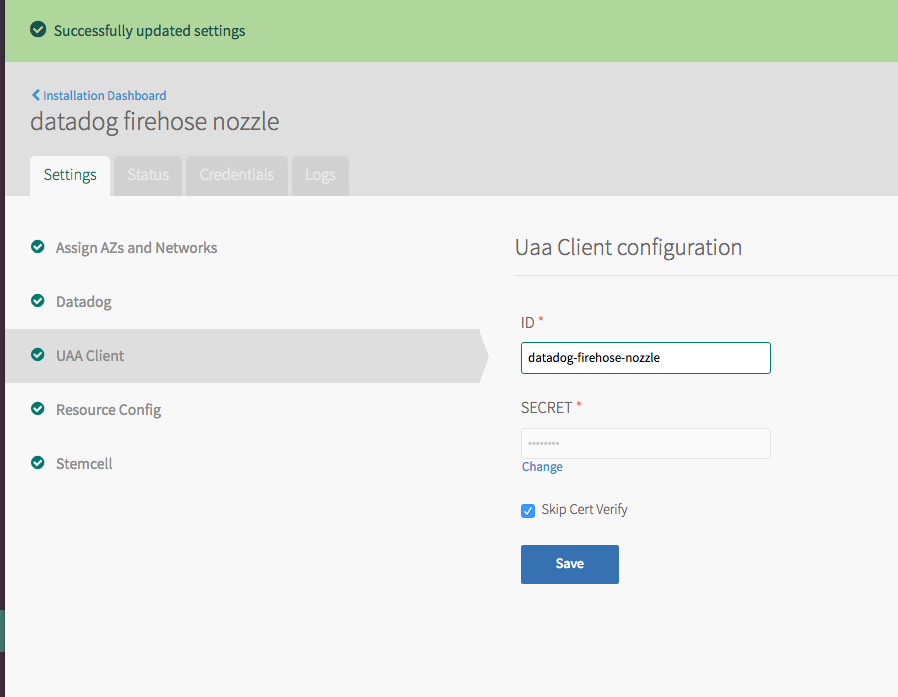 Successfully updated settings
Installation Dashboard
datadog firehose nozzle
Settings Status Credentials Logs
Assign AZs and Networks
Datadog
UAA Client
Resource Config
Stemcell
Uaa Client configuration
ID *
datadog-firehose-nozzle
SECRET *
••••••••
Change
Skip Cert Verify
Save